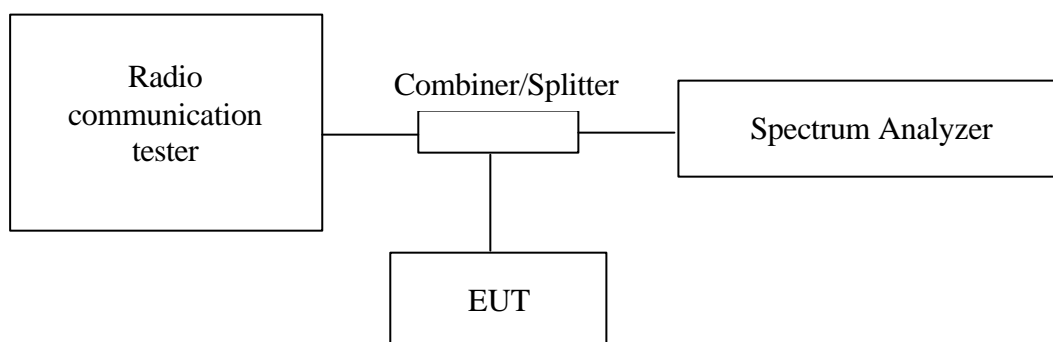 Radio
communication
tester
Combiner/Splitter
Spectrum Analyzer
EUT